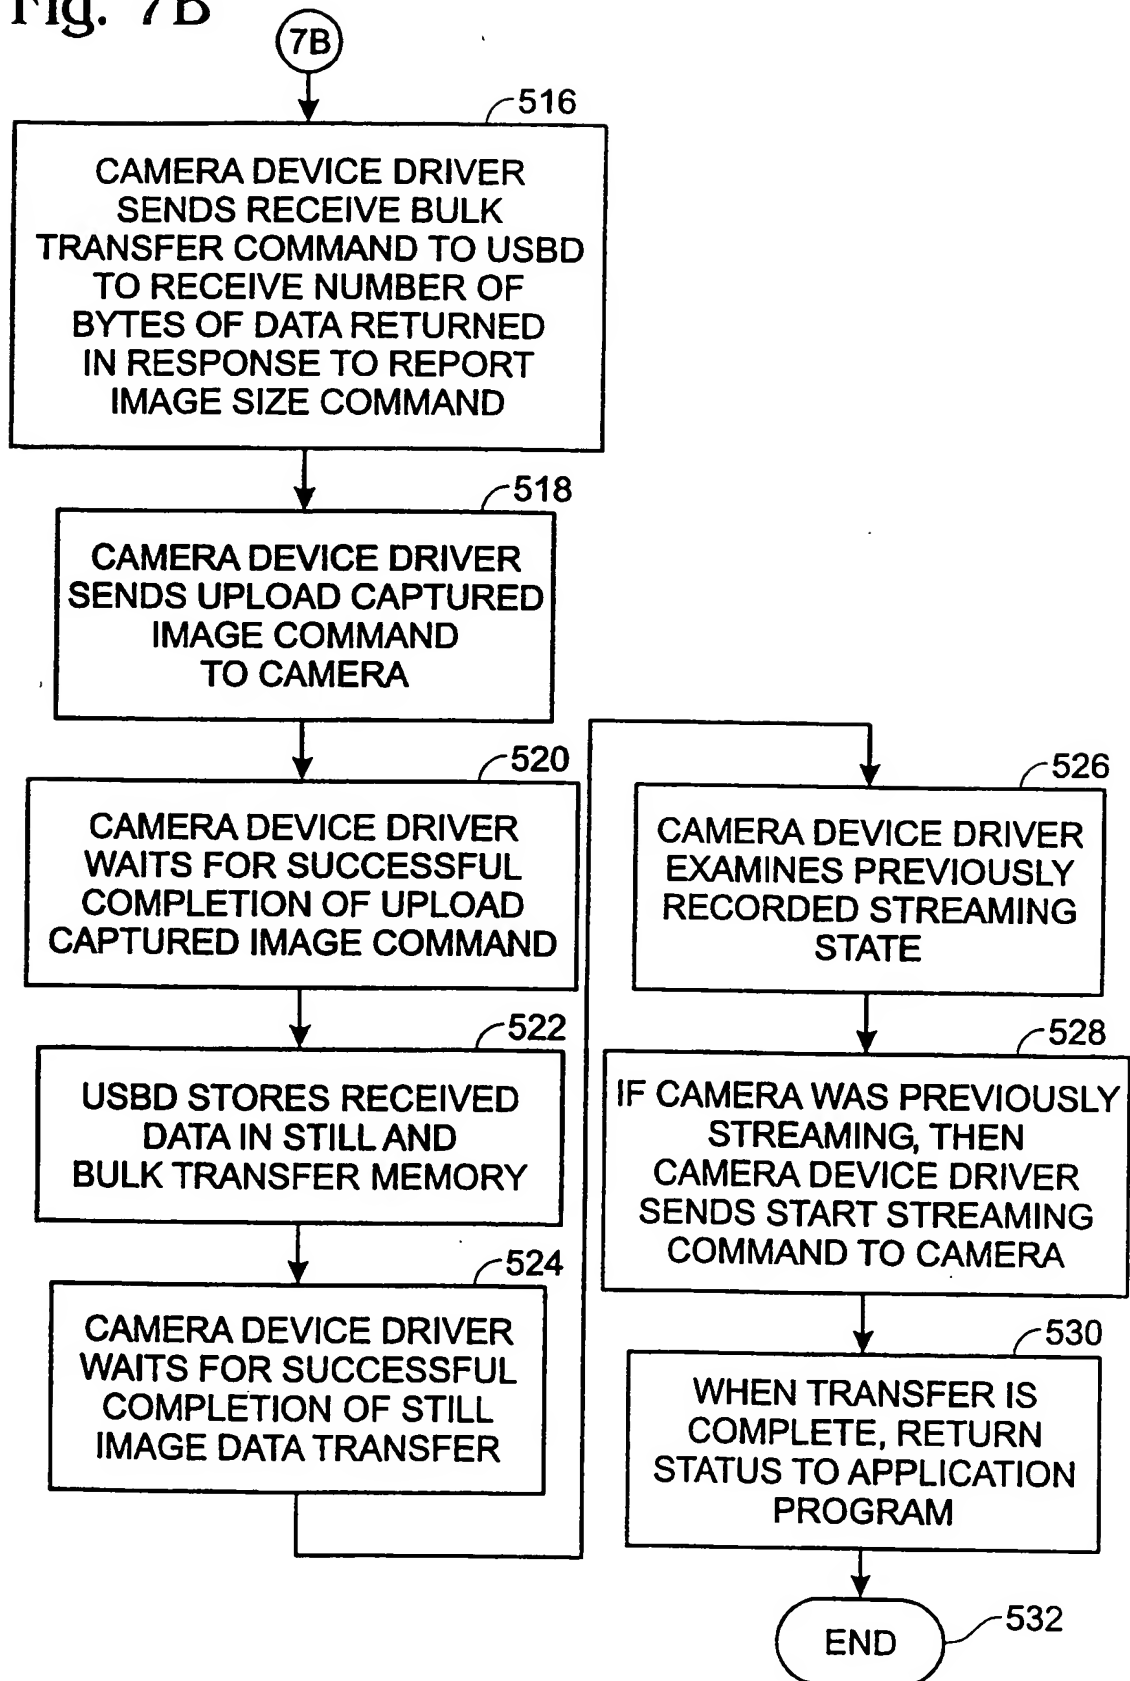 Fig. 7B
7B
516
CAMERA DEVICE DRIVER
SENDS RECEIVE BULK
TRANSFER COMMAND TO USBD
TO RECEIVE NUMBER OF
BYTES OF DATA RETURNED
IN RESPONSE TO REPORT
IMAGE SIZE COMMAND
518
CAMERA DEVICE DRIVER
SENDS UPLOAD CAPTURED
IMAGE COMMAND
TO CAMERA
520
CAMERA DEVICE DRIVER
WAITS FOR SUCCESSFUL
COMPLETION OF UPLOAD
CAPTURED IMAGE COMMAND
522
USBD STORES RECEIVED
DATA IN STILL AND
BULK TRANSFER MEMORY
524
CAMERA DEVICE DRIVER
WAITS FOR SUCCESSFUL
COMPLETION OF STILL
IMAGE DATA TRANSFER
526
CAMERA DEVICE DRIVER
EXAMINES PREVIOUSLY
RECORDED STREAMING
STATE
528
IF CAMERA WAS PREVIOUSLY
STREAMING, THEN
CAMERA DEVICE DRIVER
SENDS START STREAMING
COMMAND TO CAMERA
530
WHEN TRANSFER IS
COMPLETE, RETURN
STATUS TO APPLICATION
PROGRAM
END
532